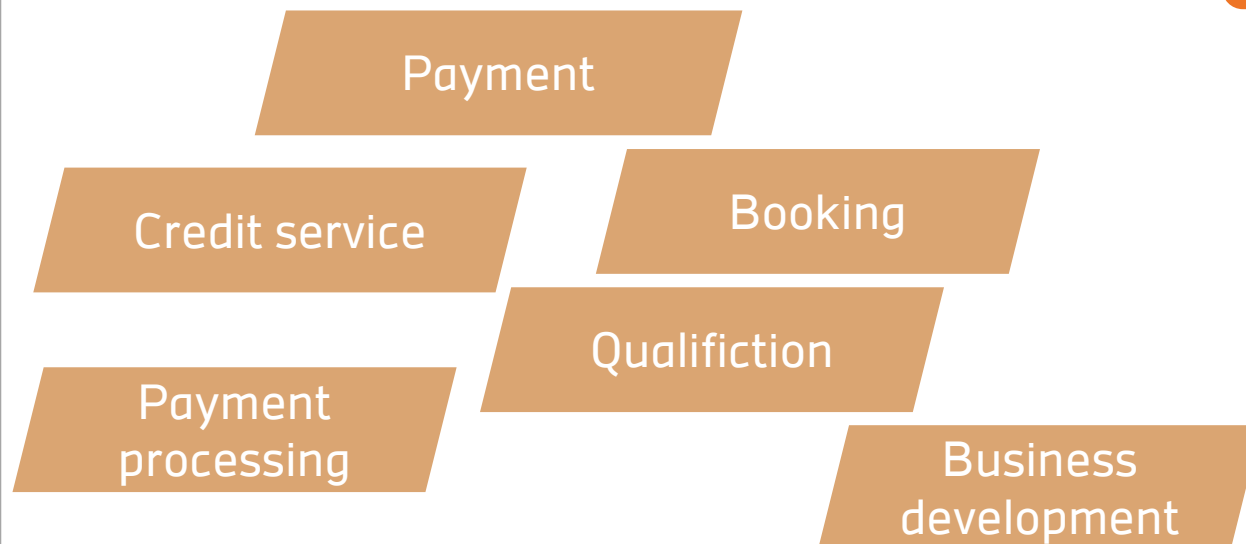 Payment
Booking
Credit service
Qualifiction
Payment
processing
Business
development